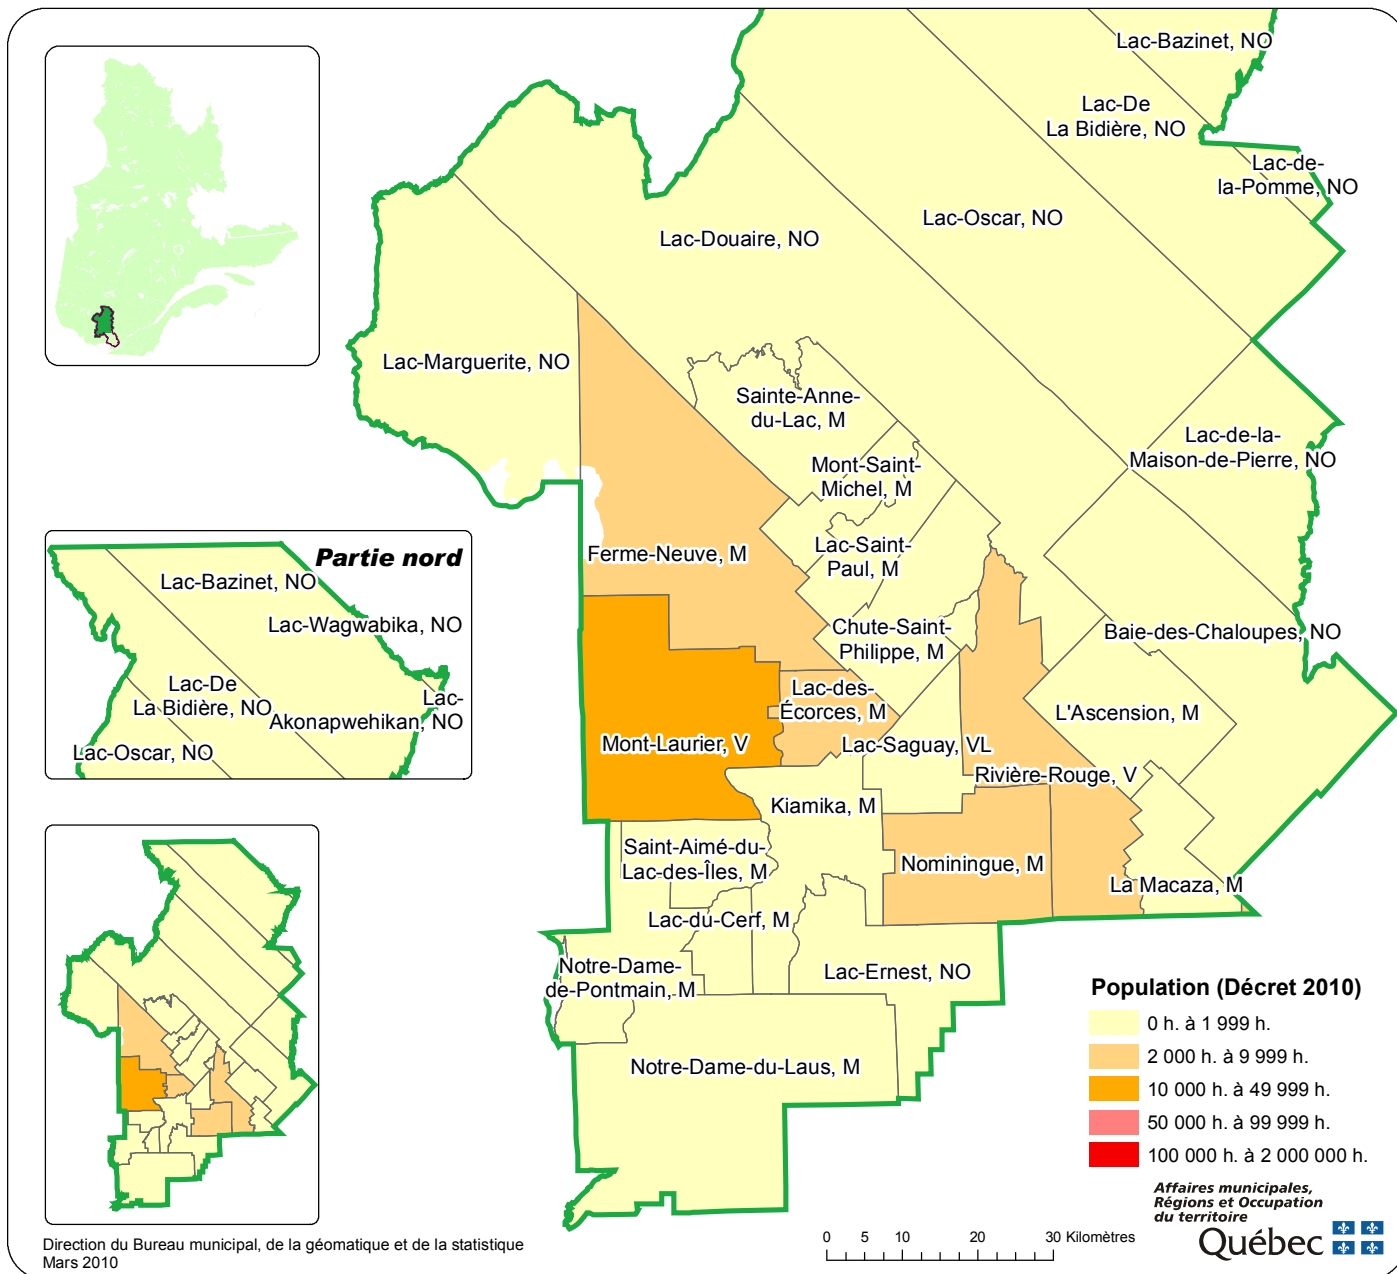 Lac-Bazinet, NO
Lac-De
La Bidière, NO
Lac-de-
la-Pomme, NO
Lac-Oscar, NO
Lac-Douaire, NO
Lac-Marguerite, NO
Sainte-Anne-
du-Lac, M
Lac-de-la-
Maison-de-Pierre, NO
Mont-Saint-
Michel, M
Ferme-Neuve, M
Lac-Saint-
Paul, M
Chute-Saint-
Philippe, M
Baie-des-Chaloupes, NO
Lac-des-
Écorces, M
L'Ascension, M
Mont-Laurier, V
Lac-Saguay, VL
Rivière-Rouge, V
Kiamika, M
Saint-Aimé-du-
Lac-des-Îles, M
Nominingue, M
La Macaza, M
Lac-du-Cerf, M
Notre-Dame-
de-Pontmain, M
Lac-Ernest, NO
Notre-Dame-du-Laus, M
Partie nord
Lac-Bazinet, NO
Lac-Wagwabika, NO
Lac-De
La Bidière, NO
Lac-
Akonapwehikan, NO
Lac-Oscar, NO
Population (Décret 2010)
0 h. à 1 999 h.
2 000 h. à 9 999 h.
10 000 h. à 49 999 h.
50 000 h. à 99 999 h.
100 000 h. à 2 000 000 h.
Affaires municipales,
Régions et Occupation
du territoire
Québec
0 5 10 20 30 Kilomètres
Direction du Bureau municipal, de la géomatique et de la statistique
Mars 2010